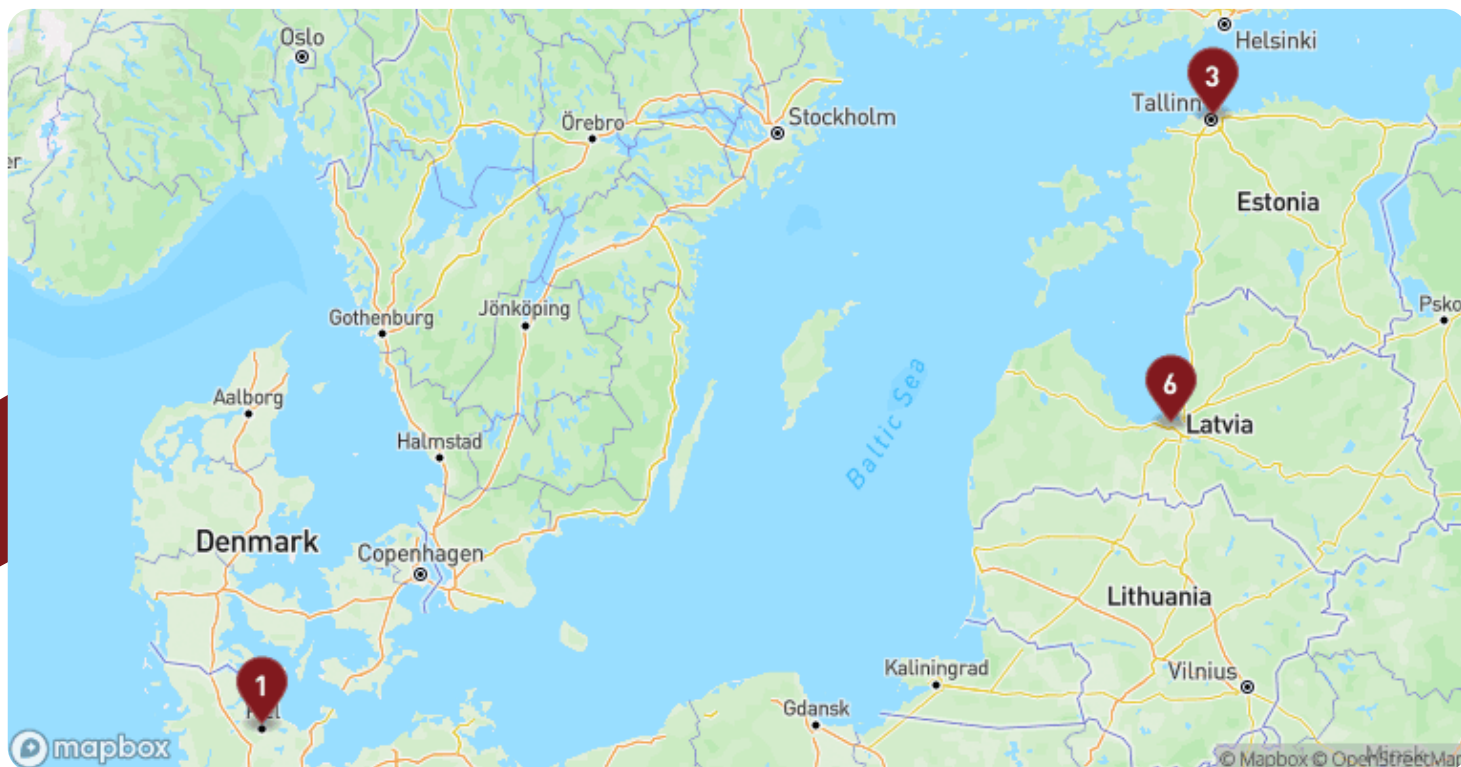 Oslo
Helsinki
3
Tallinn
Örebro
Stockholm
Estonia
Gothenburg
Jönköping
Psko
6
Aalborg
Latvia
Baltic Sea
Halmstad
Denmark
Copenhagen
Lithuania
Kaliningrad
Vilnius
1
Gdansk
mapbox
Minsk
© Mapbox © OpenStreetMap